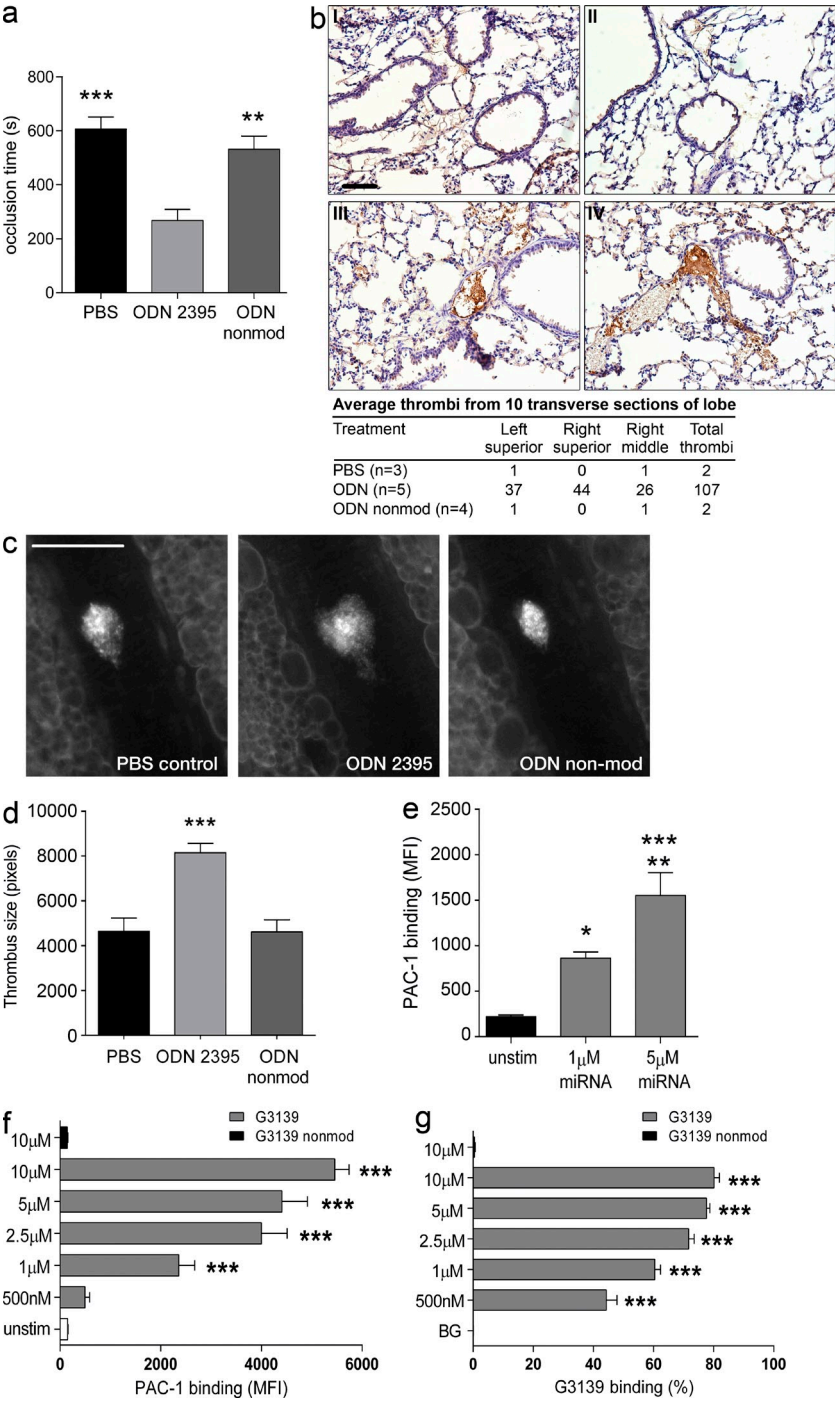 a
occlusion time (s)
800
600
400
200
0
***
**
PBS
ODN 2395
ODN
nonmod
b
I
II
III
IV
Average thrombi from 10 transverse sections of lobe
Treatment Left superior Right superior Right middle Total thrombi
PBS (n=3) 1 0 1 2
ODN (n=5) 37 44 26 107
ODN nonmod (n=4) 1 0 1 2
c
PBS control
ODN 2395
ODN non-mod
d
Thrombus size (pixels)
10000
8000
6000
4000
2000
0
***
PBS
ODN 2395
ODN
nonmod
e
PAC-1 binding (MFI)
2500
2000
1500
1000
500
0
*
***
**
unstim
1µM
miRNA
5µM
miRNA
f
G3139
G3139 nonmod
10µM
10µM ***
5µM ***
2.5µM ***
1µM ***
500nM
unstim
0 2000 4000 6000
PAC-1 binding (MFI)
g
G3139
G3139 nonmod
10µM
10µM ***
5µM ***
2.5µM ***
1µM ***
500nM ***
BG
0 20 40 60 80 100
G3139 binding (%)